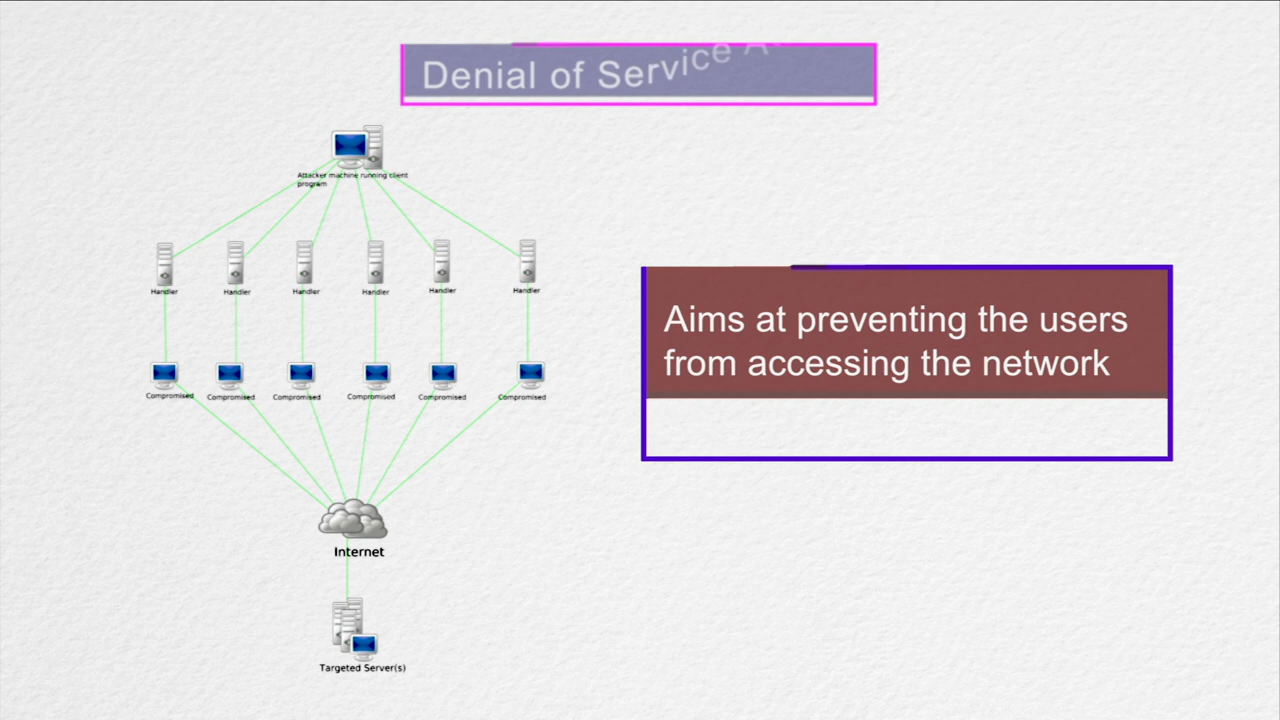 Denial of Service
Attacker machine running client
program
Handler
Handler
Handler
Handler
Handler
Handler
Aims at preventing the users
from accessing the network
Compromised
Compromised
Compromised
Compromised
Compromised
Compromised
Internet
Targeted Server(s)